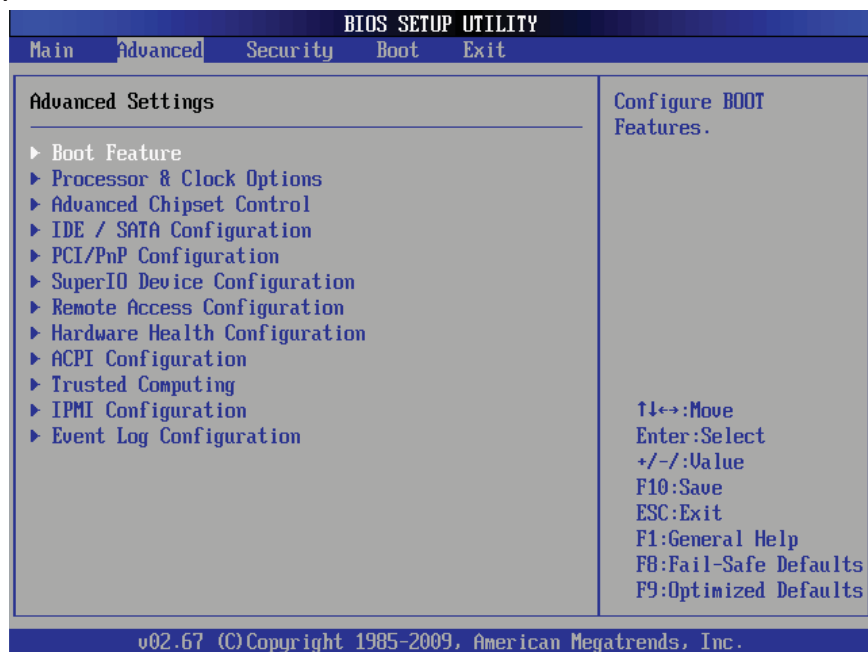 BIOS SETUP UTILITY
Main Advanced Security Boot Exit
Advanced Settings
▶ Boot Feature
▶ Processor & Clock Options
▶ Advanced Chipset Control
▶ IDE / SATA Configuration
▶ PCI/PnP Configuration
▶ SuperIO Device Configuration
▶ Remote Access Configuration
▶ Hardware Health Configuration
▶ ACPI Configuration
▶ Trusted Computing
▶ IPMI Configuration
▶ Event Log Configuration
Configure BOOT
Features.
↑↓←→:Move
Enter:Select
+/-/:Value
F10:Save
ESC:Exit
F1:General Help
F8:Fail-Safe Defaults
F9:Optimized Defaults
v02.67 (C)Copyright 1985-2009, American Megatrends, Inc.